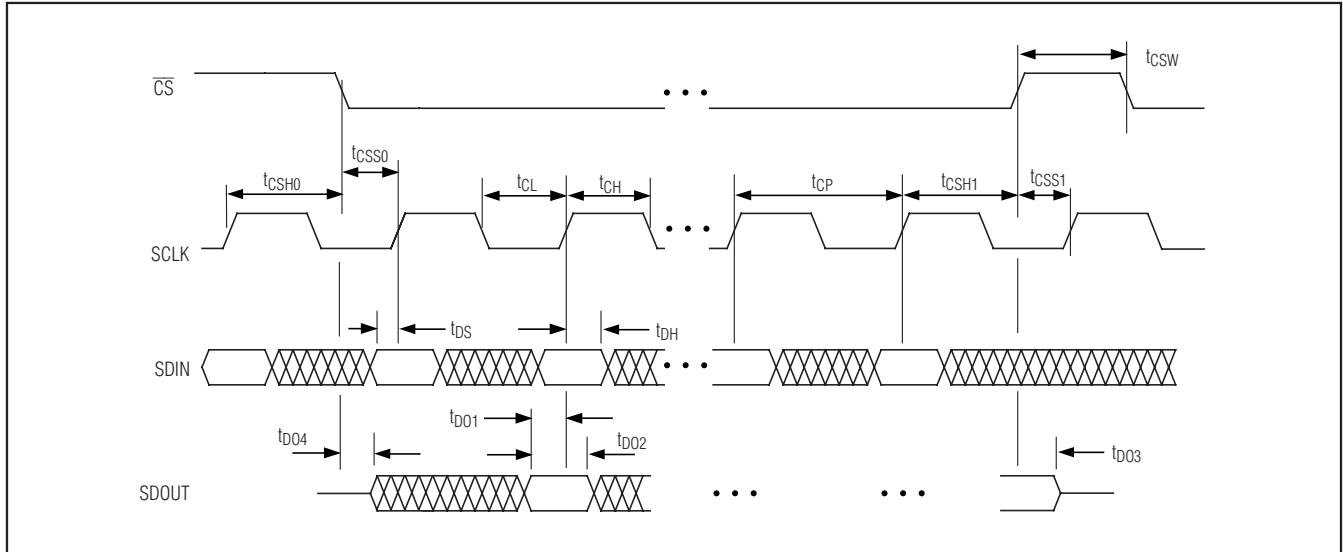 CS
tCSW
tCSS0
tCSH0
tCL
tCH
tCP
tCSH1
tCSS1
SCLK
tDS
tDH
SDIN
tDO1
tDO4
tDO2
tDO3
SDOUT